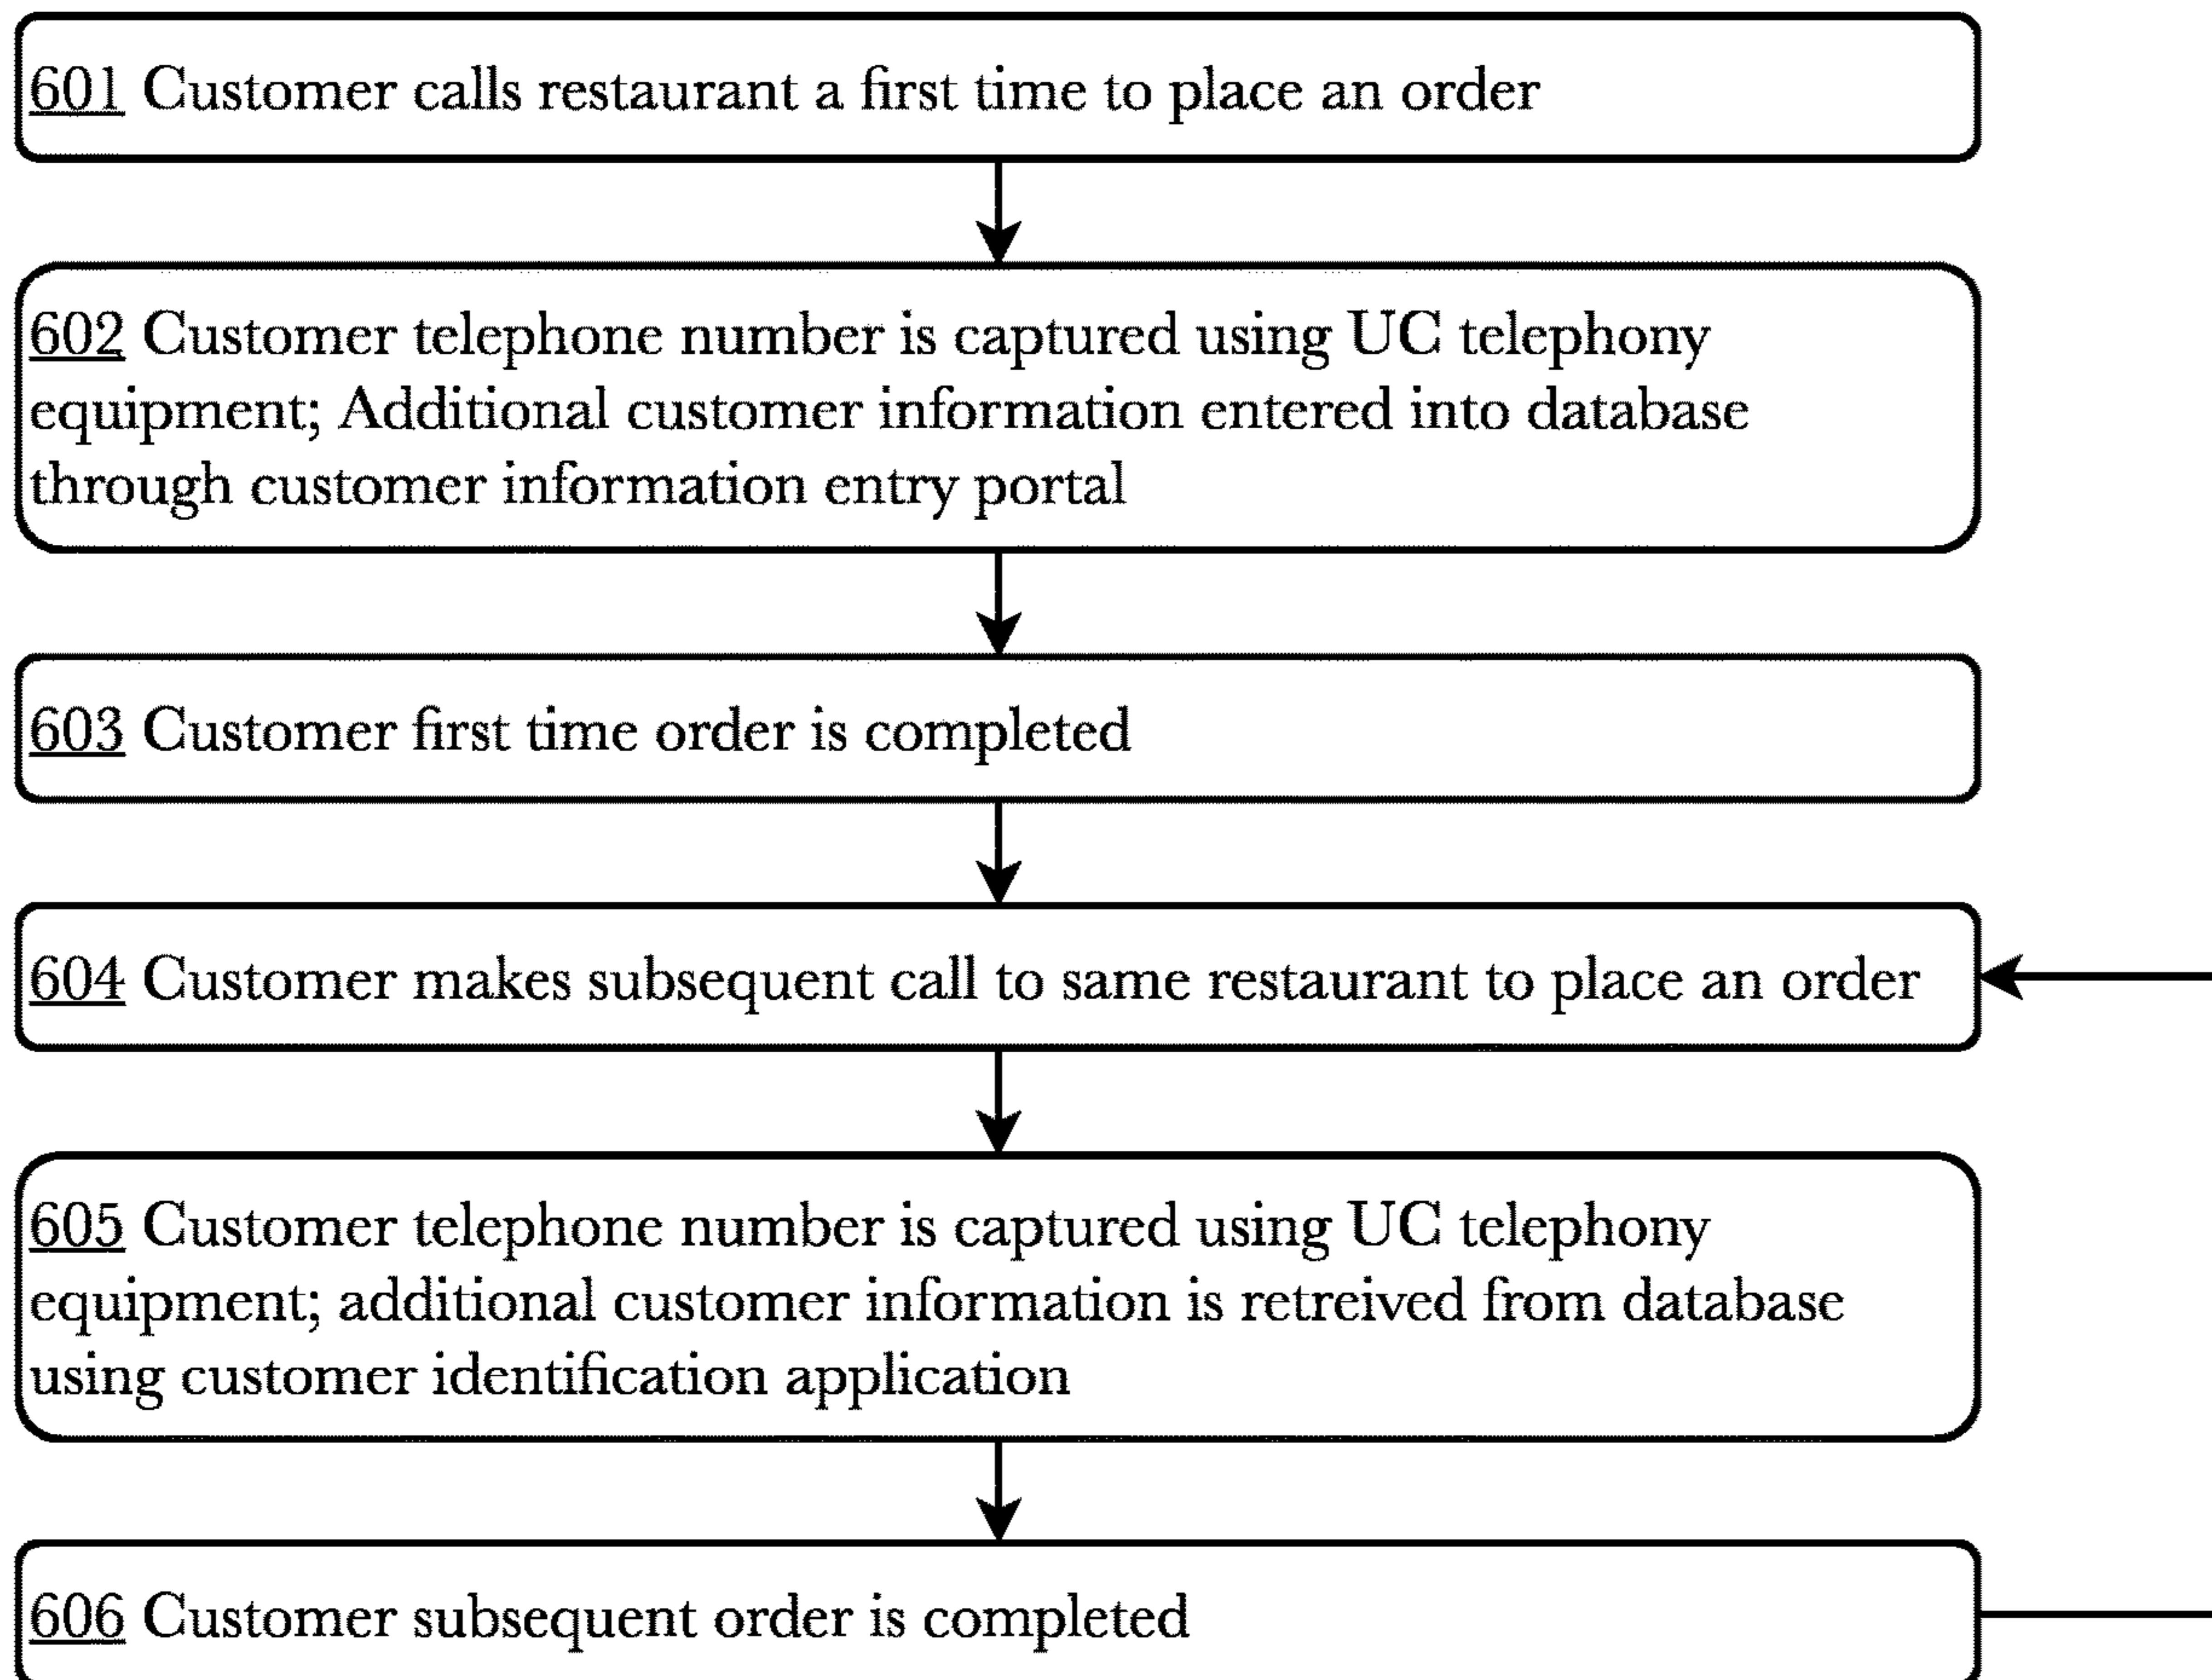 601 Customer calls restaurant a first time to place an order
602 Customer telephone number is captured using UC telephony
equipment; Additional customer information entered into database
through customer information entry portal
603 Customer first time order is completed
604 Customer makes subsequent call to same restaurant to place an order
605 Customer telephone number is captured using UC telephony
equipment; additional customer information is retreived from database
using customer identification application
606 Customer subsequent order is completed